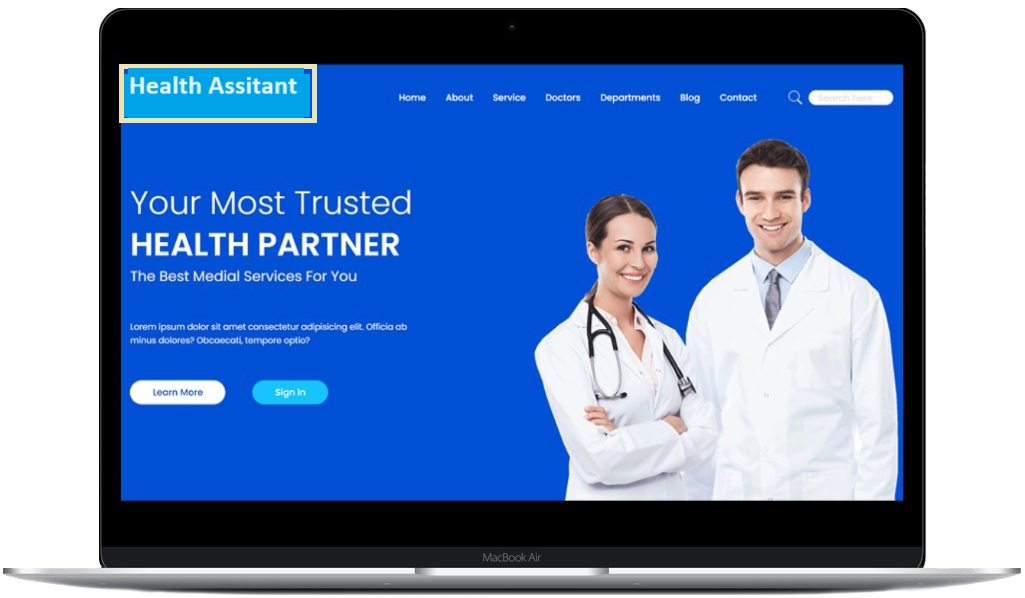 Health Assitant
Home About Service Doctors Departments Blog Contact Search here
Your Most Trusted
HEALTH PARTNER
The Best Medial Services For You
Lorem ipsum dolor sit amet consectetur adipisicing elit. Officia ab
minus dolores? Obcaecati, tempore optio?
Learn More Sign In
MacBook Air